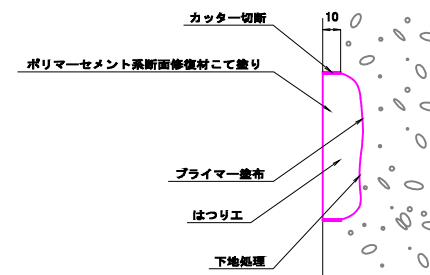 カッター切断
10
ポリマーセメント系断面修復材こて塗り
プライマー塗布
はつり工
下地処理